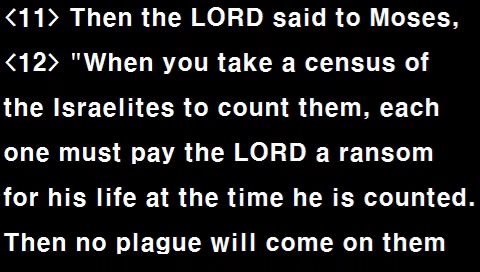 <11> Then the LORD said to Moses,
<12> "When you take a census of
the Israelites to count them, each
one must pay the LORD a ransom
for his life at the time he is counted.
Then no plague will come on them